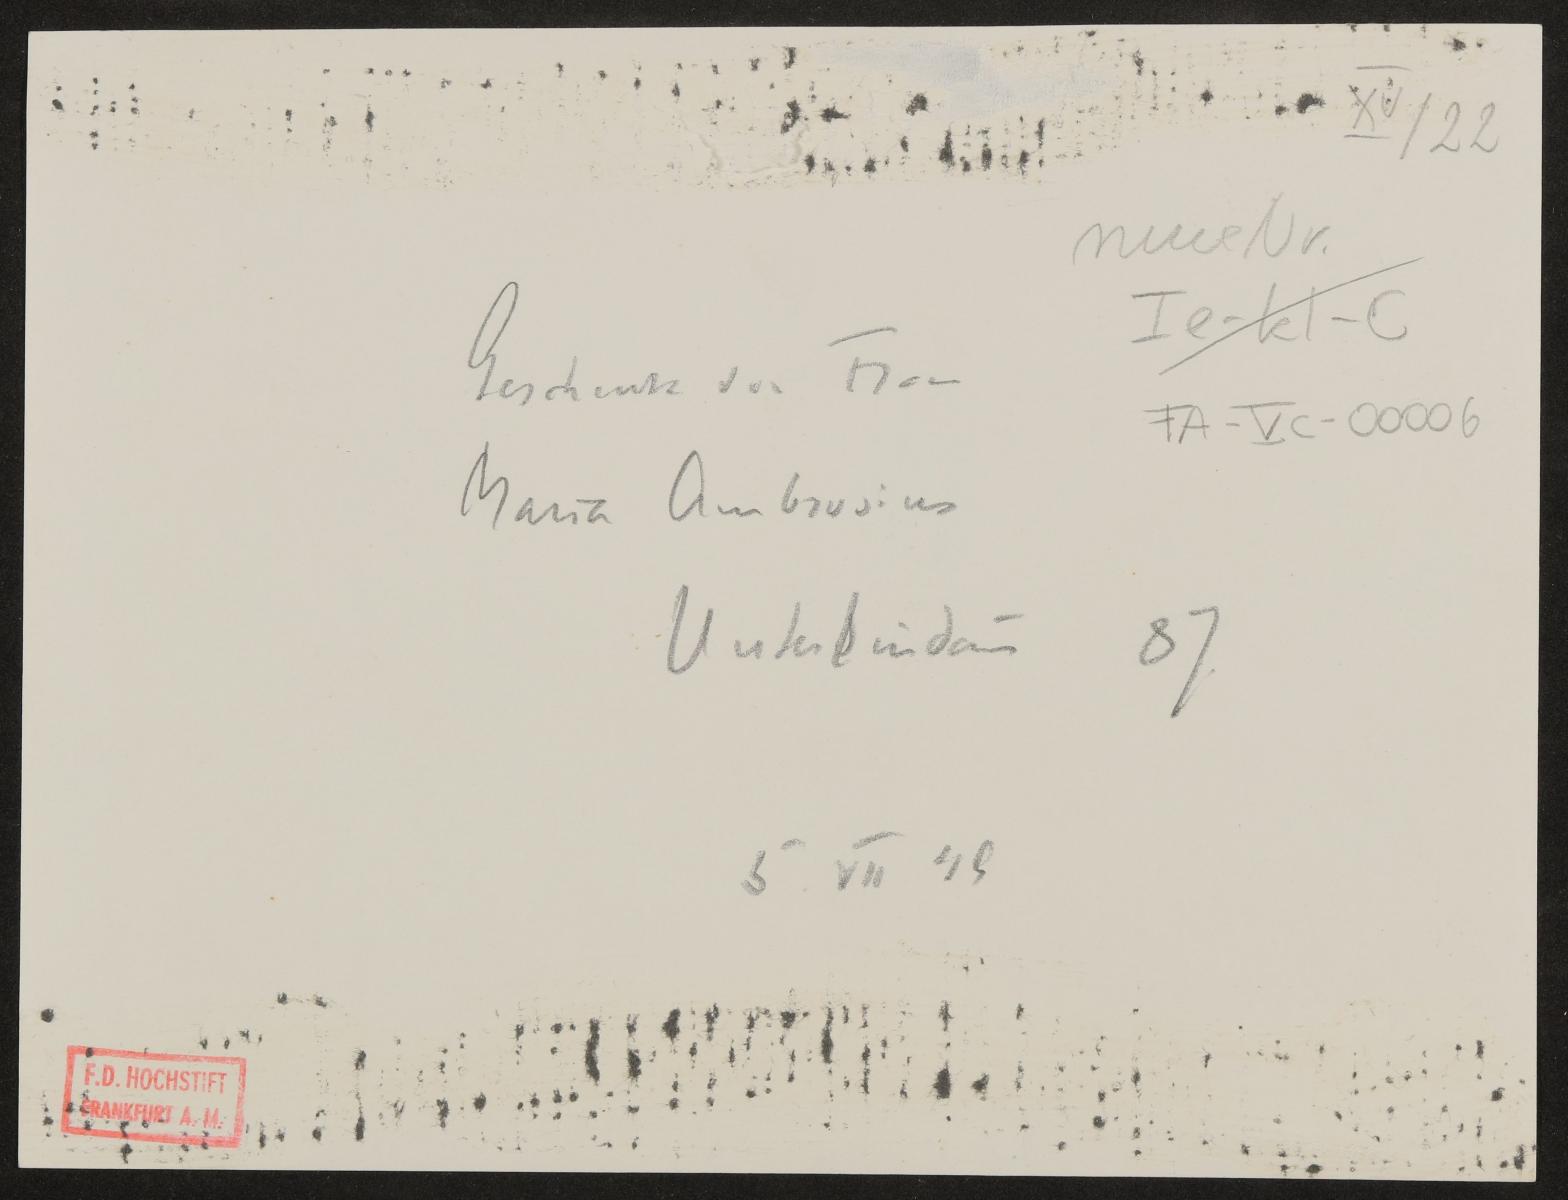 XV/22
neue Nr.
Ie-kl-C
FA-Vc-00006
Geschenk von Frau
Maria Ambrosius
Unterlindau 87
5. VII 49
F.D. HOCHSTIFT
FRANKFURT A. M.